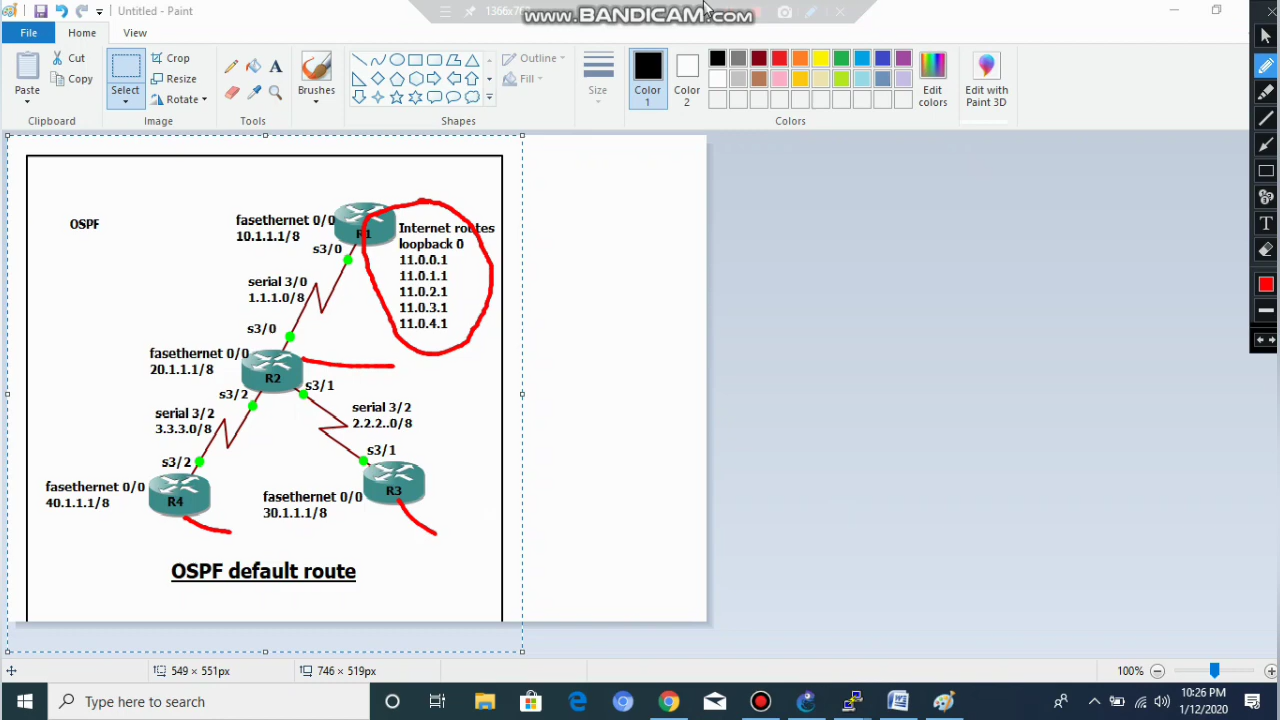 Untitled - Paint
1366x76
www.BANDICAM.com
File
Home
View
Paste
Cut
Copy
Clipboard
Select
Crop
Resize
Rotate
Image
Tools
Brushes
Shapes
Outline
Fill
Size
Color
1
Color
2
Edit
colors
Colors
Edit with
Paint 3D
OSPF
fasethernet 0/0
10.1.1.1/8
R1
Internet routes
loopback 0
11.0.0.1
11.0.1.1
11.0.2.1
11.0.3.1
11.0.4.1
s3/0
serial 3/0
1.1.1.0/8
s3/0
fasethernet 0/0
20.1.1.1/8
R2
s3/1
s3/2
serial 3/2
3.3.3.0/8
serial 3/2
2.2.2..0/8
s3/2
s3/1
fasethernet 0/0
40.1.1.1/8
R4
fasethernet 0/0
30.1.1.1/8
R3
OSPF default route
549 × 551px
746 × 519px
100%
Type here to search
10:26 PM
1/12/2020